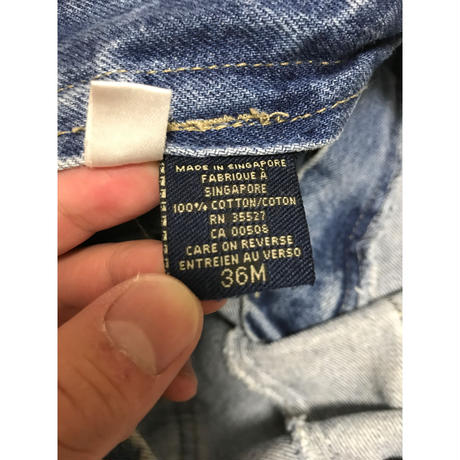 MADE IN SINGAPORE
FABRIQUE À
SINGAPORE
100% COTTON/COTON
RN 35527
CA 00508
CARE ON REVERSE
ENTREIEN AU VERSO
36M